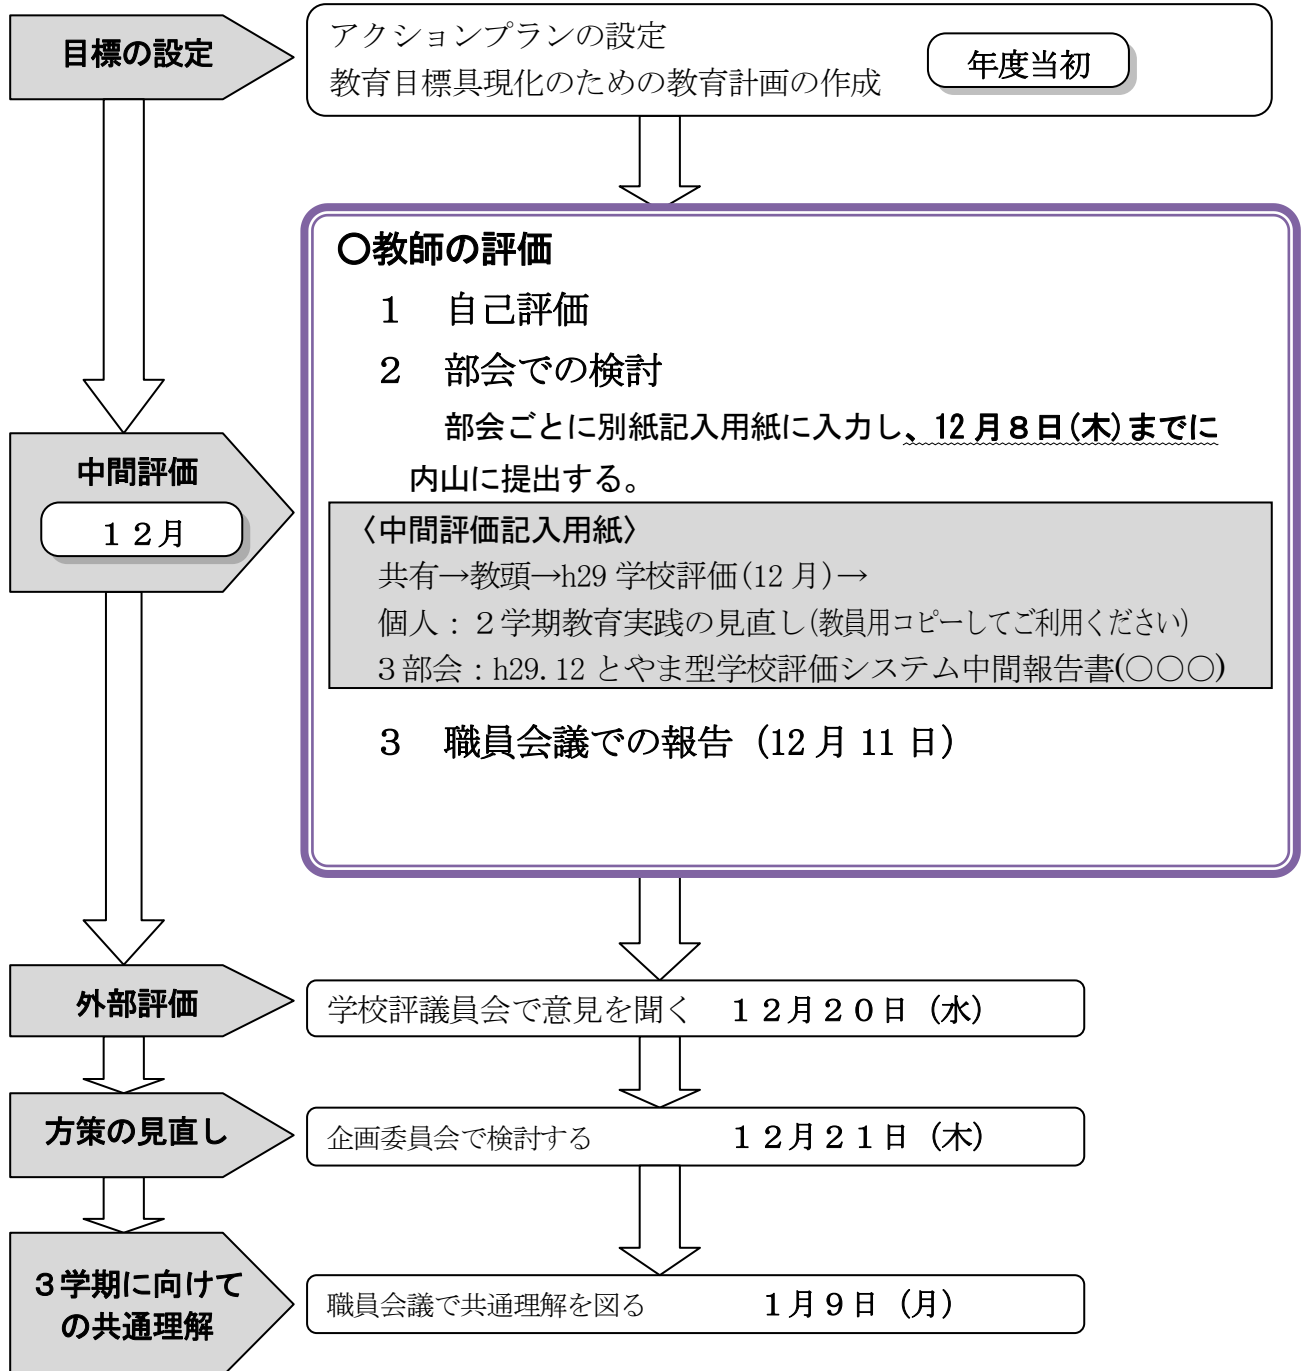 目標の設定
アクションプランの設定
教育目標具現化のための教育計画の作成
年度当初
〇教師の評価
１　自己評価
２　部会での検討
部会ごとに別紙記入用紙に入力し、12月８日(木)までに
内山に提出する。
中間評価
１２月
〈中間評価記入用紙〉
共有→教頭→h29学校評価(12月)→
個人：２学期教育実践の見直し(教員用コピーしてご利用ください)
３部会：h29.12とやま型学校評価システム中間報告書(○○○)
３　職員会議での報告（12月11日）
外部評価
学校評議員会で意見を聞く　１２月２０日（水）
方策の見直し
企画委員会で検討する　１２月２１日（木）
３学期に向けて
の共通理解
職員会議で共通理解を図る　１月９日（月）